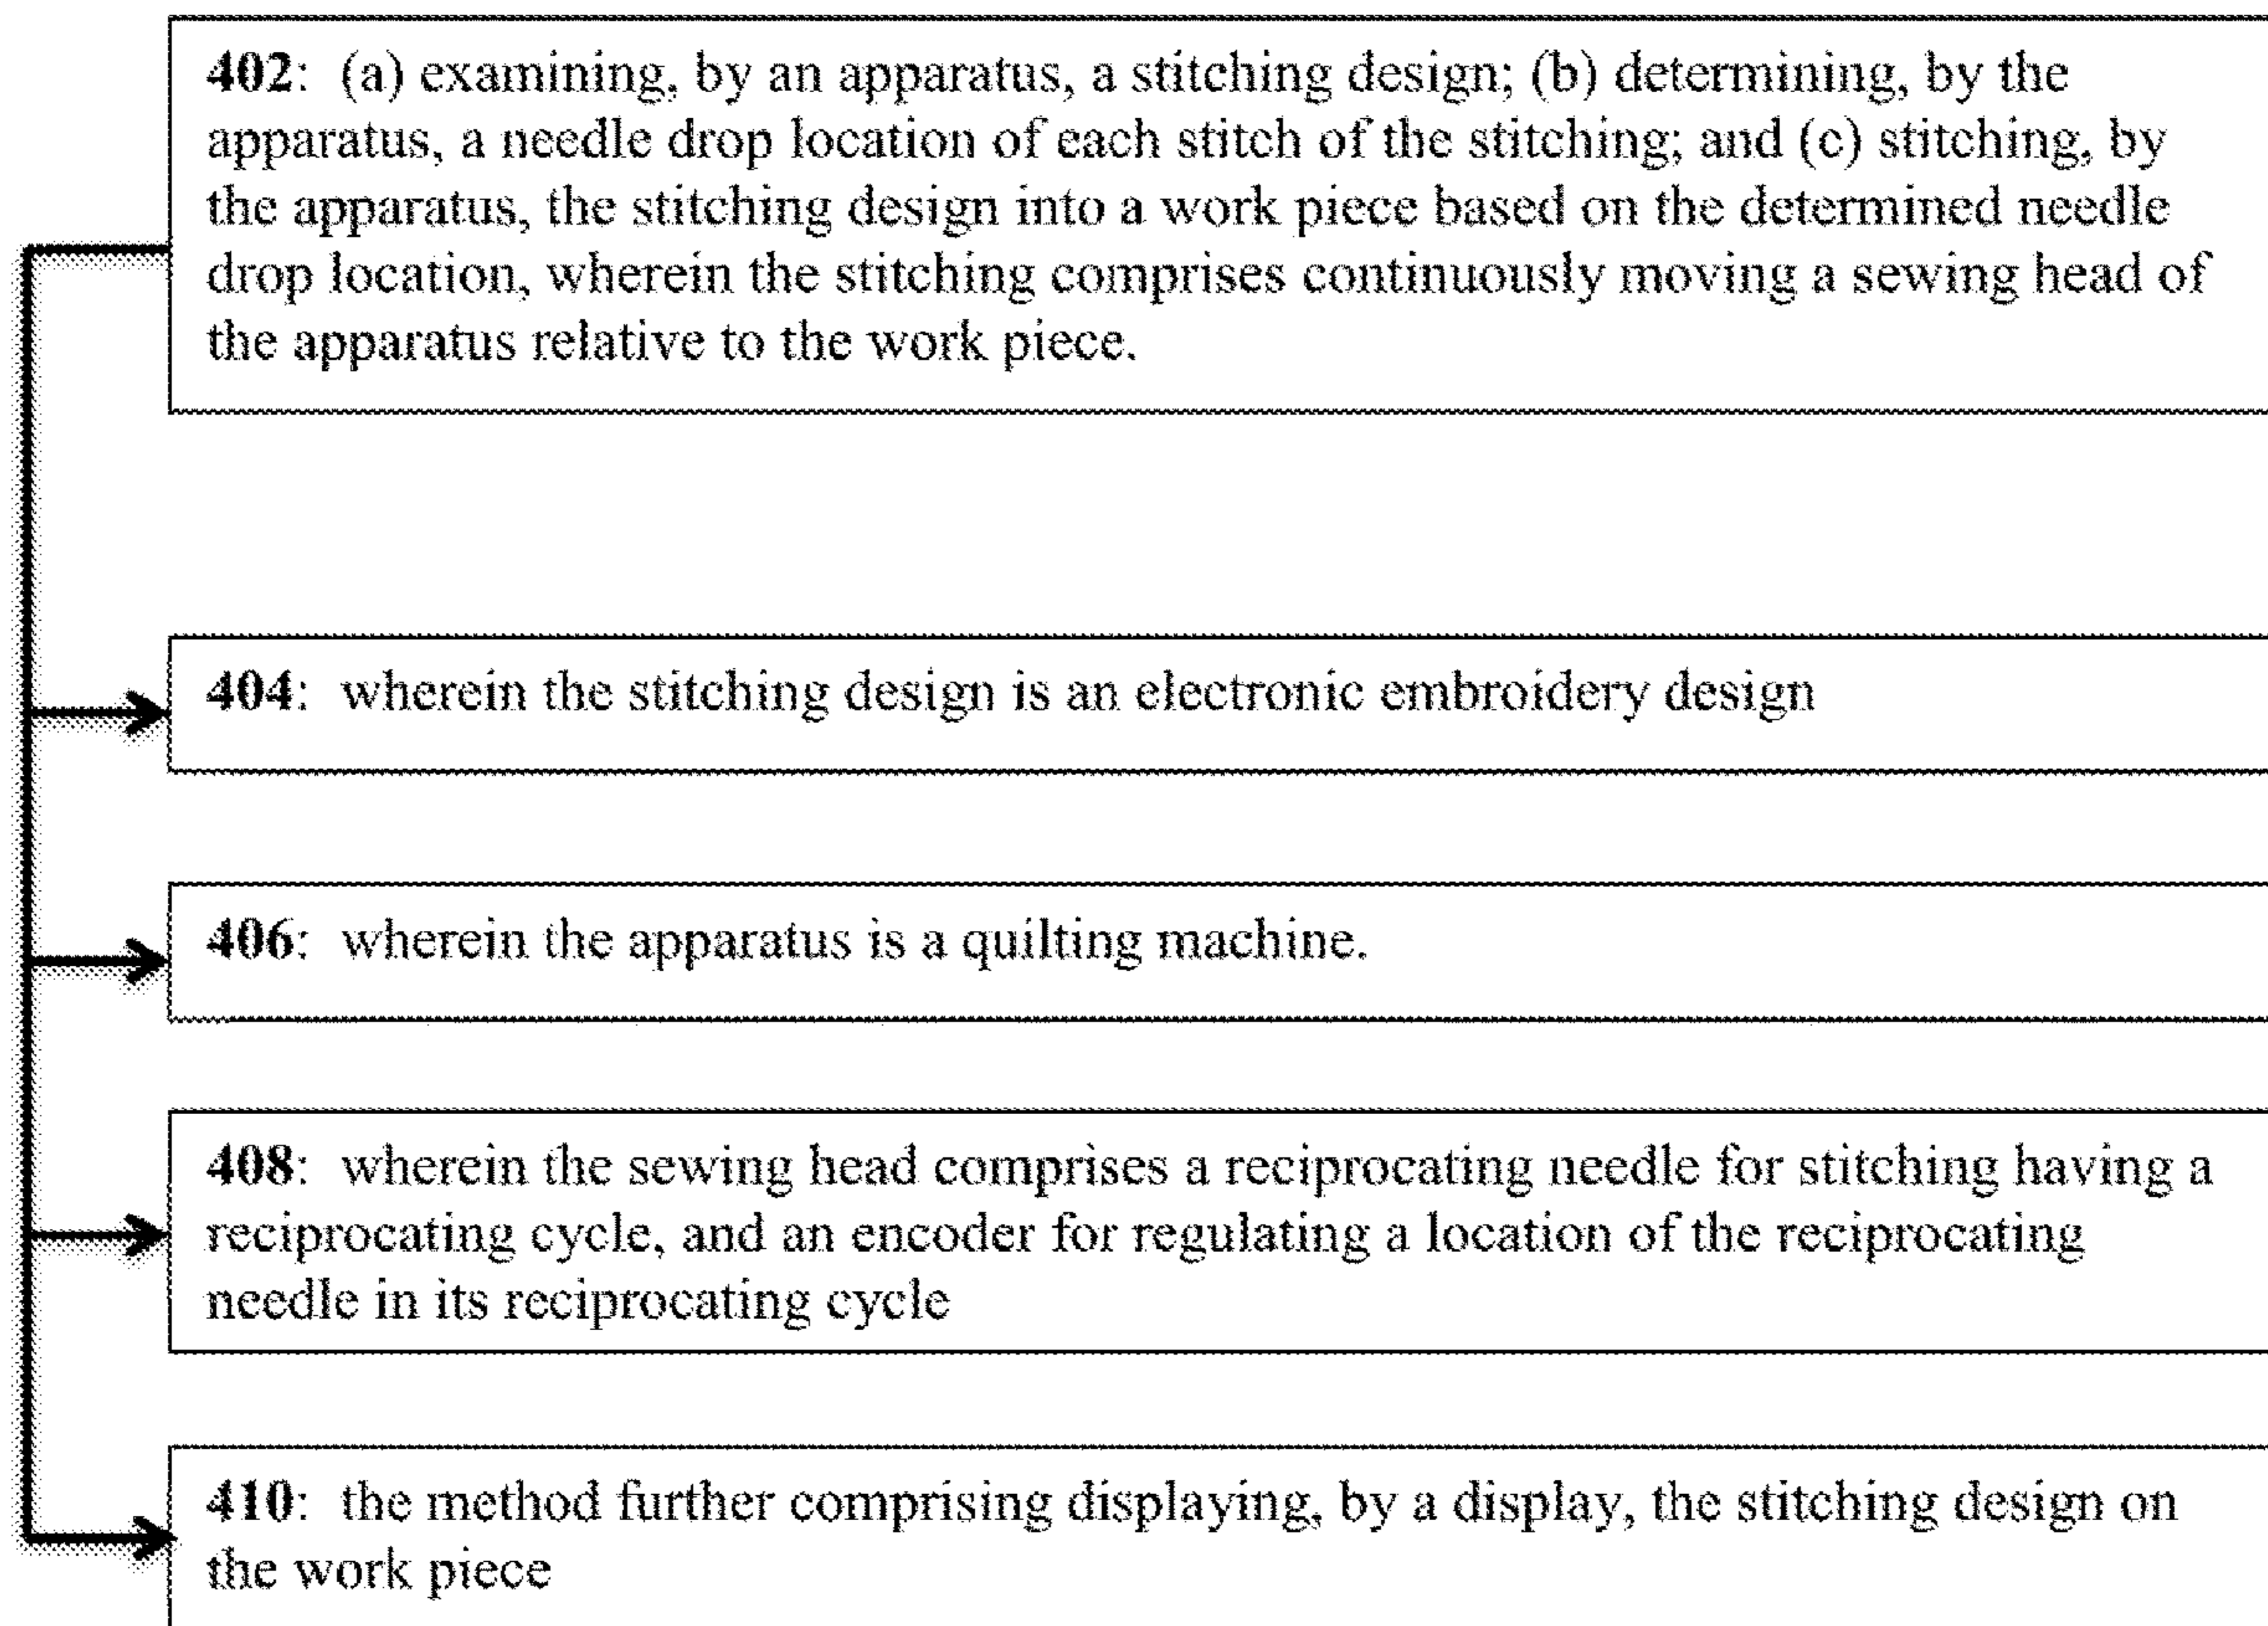 402: (a) examining, by an apparatus, a stitching design; (b) determining, by the
apparatus, a needle drop location of each stitch of the stitching; and (c) stitching, by
the apparatus, the stitching design into a work piece based on the determined needle
drop location, wherein the stitching comprises continuously moving a sewing head of
the apparatus relative to the work piece.
404: wherein the stitching design is an electronic embroidery design
406: wherein the apparatus is a quilting machine.
408: wherein the sewing head comprises a reciprocating needle for stitching having a
reciprocating cycle, and an encoder for regulating a location of the reciprocating
needle in its reciprocating cycle
410: the method further comprising displaying, by a display, the stitching design on
the work piece